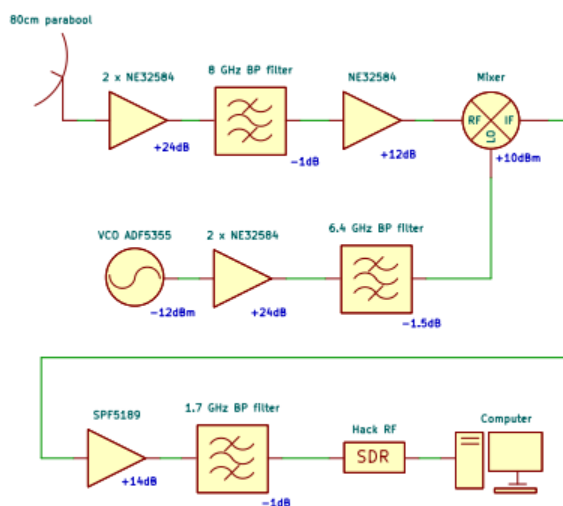 80cm parabool
2 x NE32584
8 GHz BP filter
NE32584
Mixer
RF
IF
LO
+24dB
-1dB
+12dB
+10dBm
VCO ADF5355
2 x NE32584
6.4 GHz BP filter
-12dBm
+24dB
-1.5dB
SPF5189
1.7 GHz BP filter
Hack RF
Computer
SDR
+14dB
-1dB